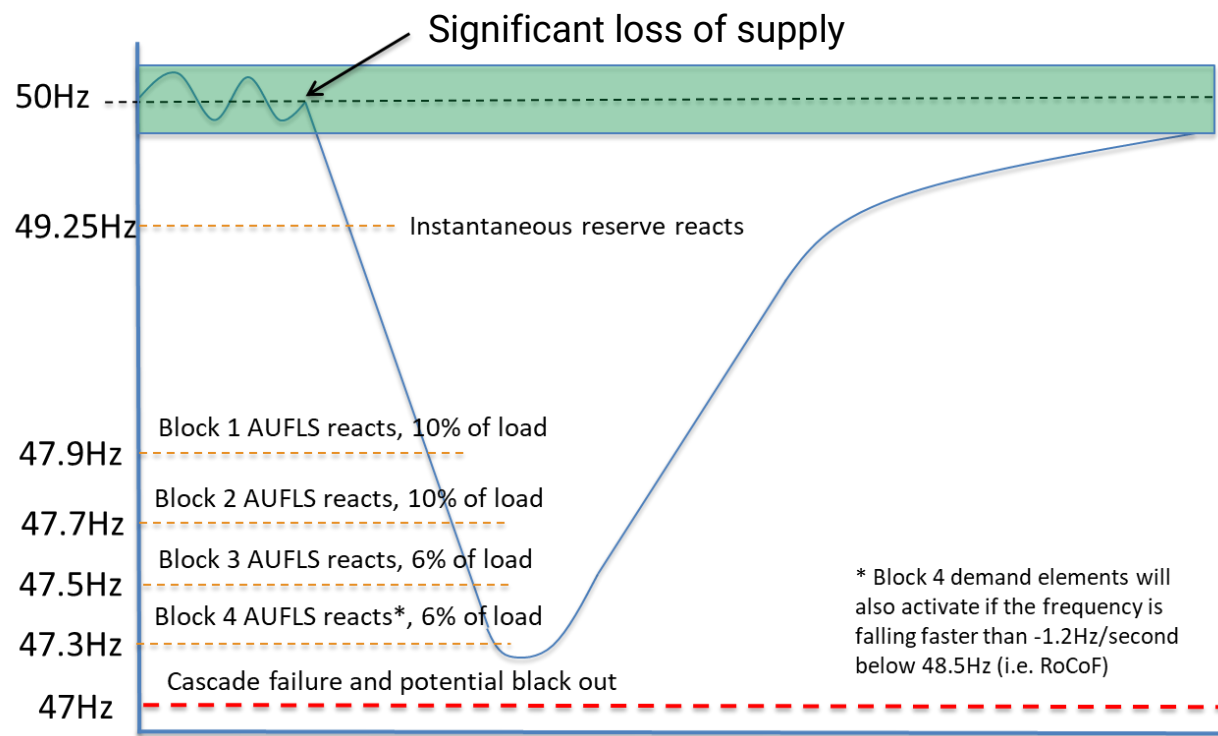 Significant loss of supply
50Hz
49.25Hz
Instantaneous reserve reacts
Block 1 AUFLS reacts, 10% of load
47.9Hz
Block 2 AUFLS reacts, 10% of load
47.7Hz
Block 3 AUFLS reacts, 6% of load
47.5Hz
Block 4 AUFLS reacts*, 6% of load
47.3Hz
* Block 4 demand elements will
also activate if the frequency is
falling faster than -1.2Hz/second
below 48.5Hz (i.e. RoCoF)
Cascade failure and potential black out
47Hz